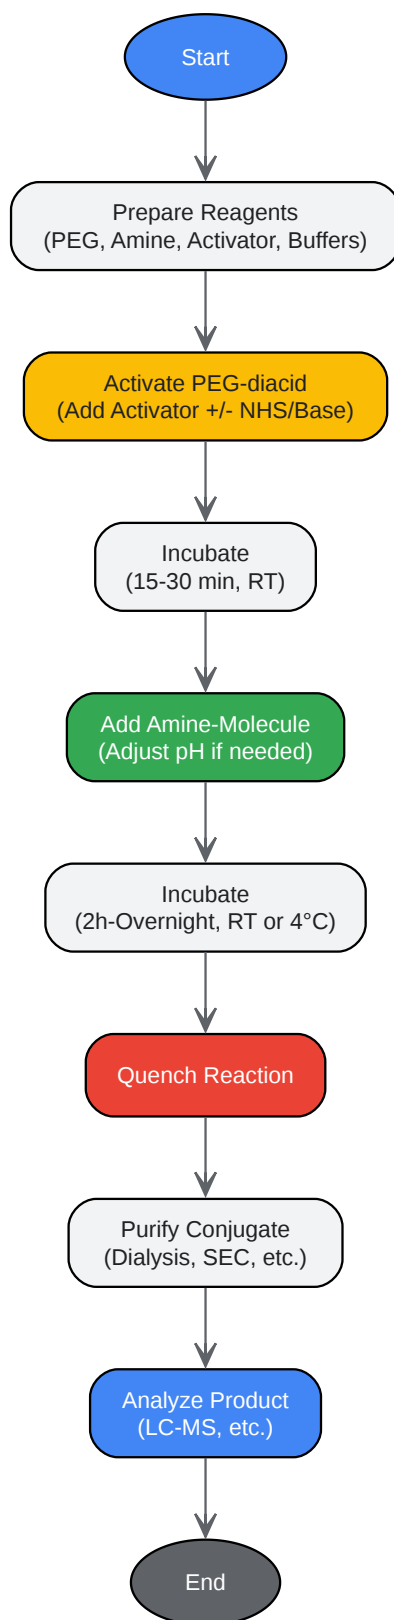 Start
Prepare Reagents
(PEG, Amine, Activator, Buffers)
Activate PEG-diacid
(Add Activator +/- NHS/Base)
Incubate
(15-30 min, RT)
Add Amine-Molecule
(Adjust pH if needed)
Incubate
(2h-Overnight, RT or 4°C)
Quench Reaction
Purify Conjugate
(Dialysis, SEC, etc.)
Analyze Product
(LC-MS, etc.)
End